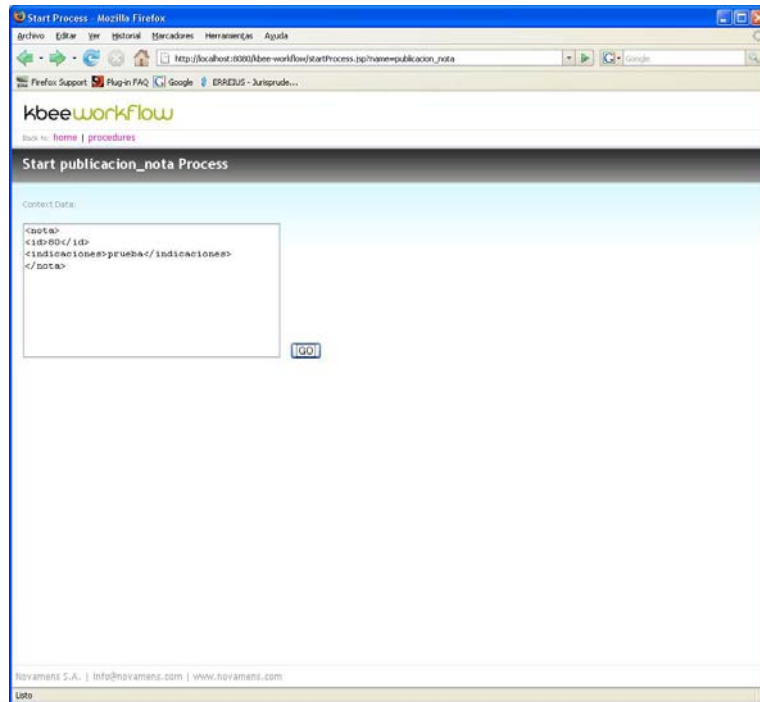 Start Process - Mozilla Firefox
Archivo Editar Ver Historial Marcadores Herramientas Ayuda
http://localhost:8080/kbee-workflow/startProcess.jsp?name=publicacion_nota
Google
Firefox Support Plug-in FAQ Google ERREIUS - Jurisprude...
kbeeworkflow
Back to: home | procedures
Start publicacion_nota Process
Context Data:
<nota>
<id>80</id>
<indicaciones>prueba</indicaciones>
</nota>
GO
Novamens S.A. | info@novamens.com | www.novamens.com
Listo